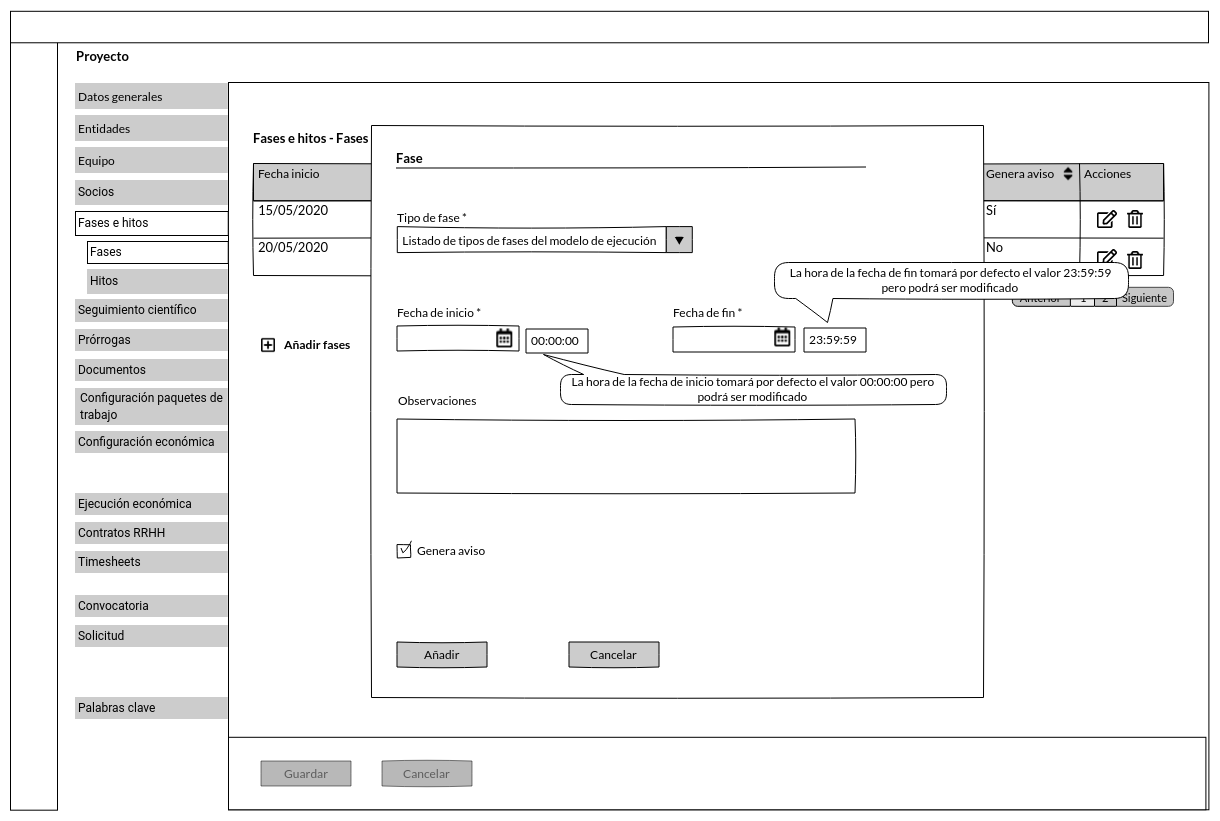 Proyecto
Datos generales
Entidades
Equipo
Socios
Fases e hitos
Fases
Hitos
Seguimiento científico
Prórrogas
Documentos
Configuración paquetes de
trabajo
Configuración económica
Ejecución económica
Contratos RRHH
Timesheets
Convocatoria
Solicitud
Palabras clave
Fases e hitos - Fases
Fecha inicio
Genera aviso
Acciones
15/05/2020
Sí
20/05/2020
No
Anterior 1 2 Siguiente
Añadir fases
Fase
Tipo de fase *
Listado de tipos de fases del modelo de ejecución
La hora de la fecha de fin tomará por defecto el valor 23:59:59
pero podrá ser modificado
Fecha de inicio *
00:00:00
Fecha de fin *
23:59:59
La hora de la fecha de inicio tomará por defecto el valor 00:00:00 pero
podrá ser modificado
Observaciones
Genera aviso
Añadir
Cancelar
Guardar
Cancelar